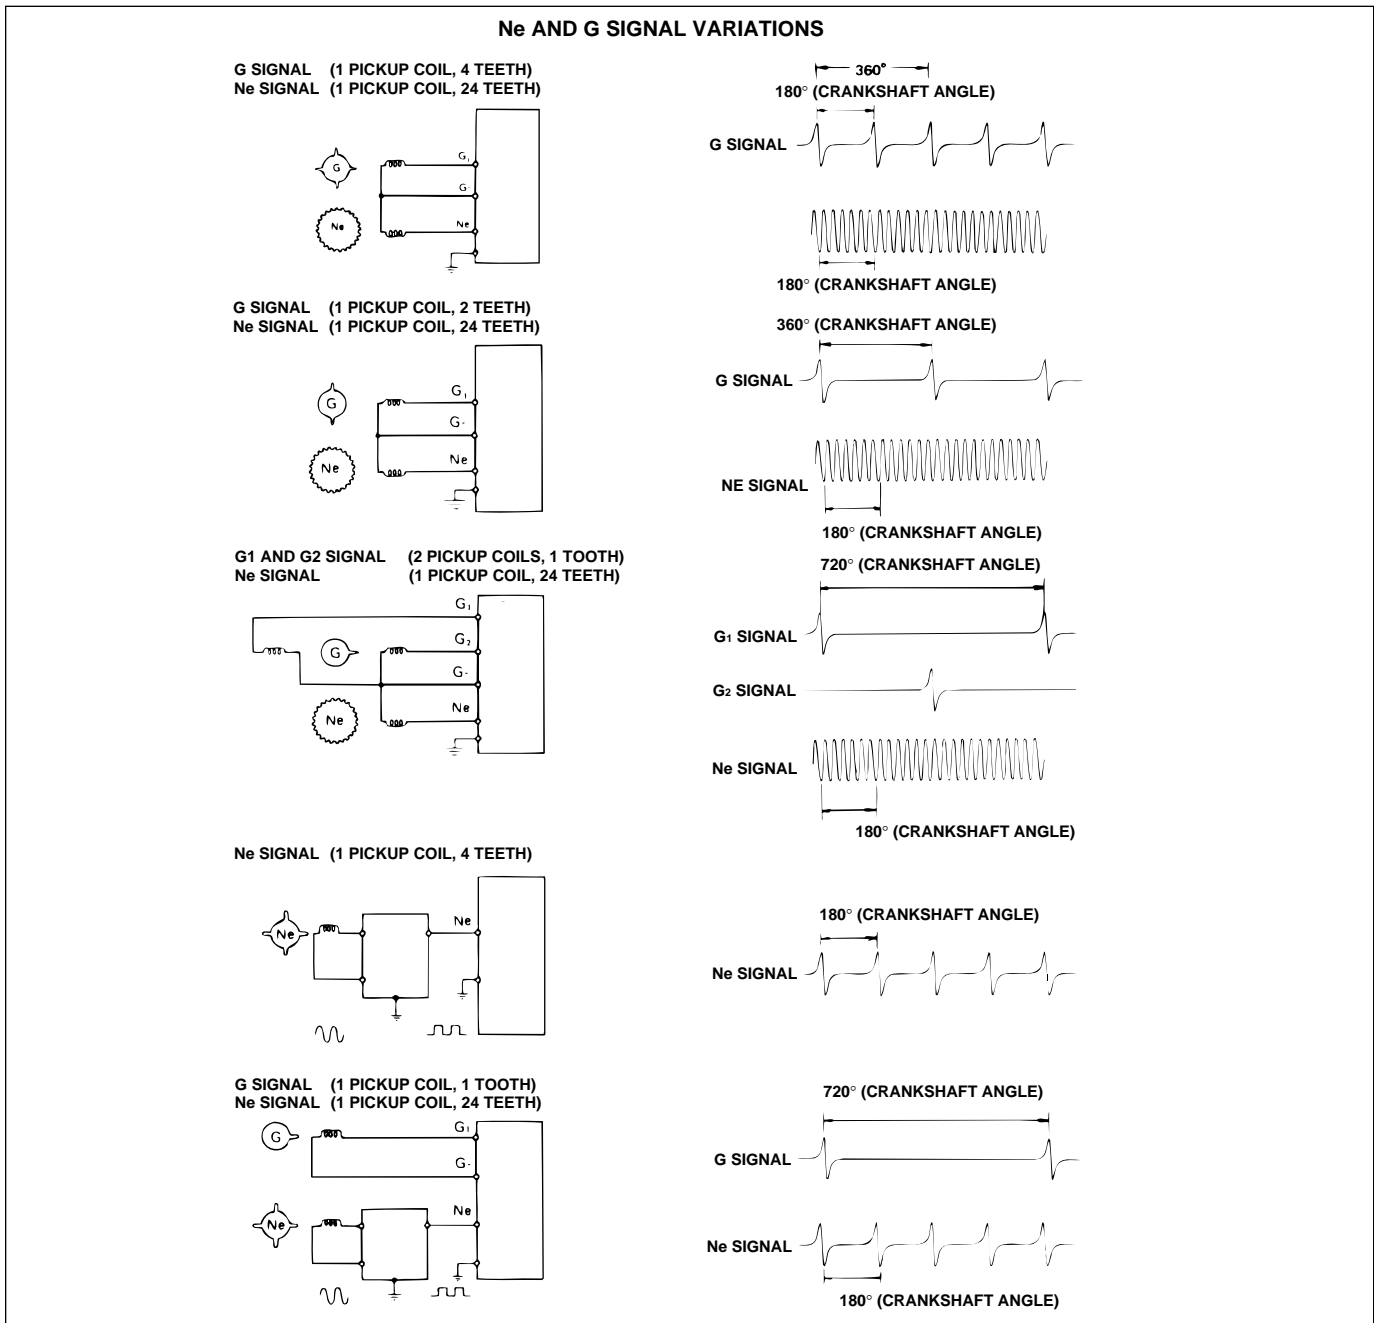 Ne AND G SIGNAL VARIATIONS
G SIGNAL (1 PICKUP COIL, 4 TEETH)
Ne SIGNAL (1 PICKUP COIL, 24 TEETH)
G
Ne
G1
G-
Ne
360°
180° (CRANKSHAFT ANGLE)
G SIGNAL
180° (CRANKSHAFT ANGLE)
G SIGNAL (1 PICKUP COIL, 2 TEETH)
Ne SIGNAL (1 PICKUP COIL, 24 TEETH)
G
Ne
G1
G-
Ne
360° (CRANKSHAFT ANGLE)
G SIGNAL
NE SIGNAL
180° (CRANKSHAFT ANGLE)
G1 AND G2 SIGNAL (2 PICKUP COILS, 1 TOOTH)
Ne SIGNAL (1 PICKUP COIL, 24 TEETH)
G
Ne
G1
G2
G-
Ne
720° (CRANKSHAFT ANGLE)
G1 SIGNAL
G2 SIGNAL
Ne SIGNAL
180° (CRANKSHAFT ANGLE)
Ne SIGNAL (1 PICKUP COIL, 4 TEETH)
Ne
Ne
180° (CRANKSHAFT ANGLE)
Ne SIGNAL
G SIGNAL (1 PICKUP COIL, 1 TOOTH)
Ne SIGNAL (1 PICKUP COIL, 24 TEETH)
G
Ne
G1
G-
Ne
720° (CRANKSHAFT ANGLE)
G SIGNAL
Ne SIGNAL
180° (CRANKSHAFT ANGLE)